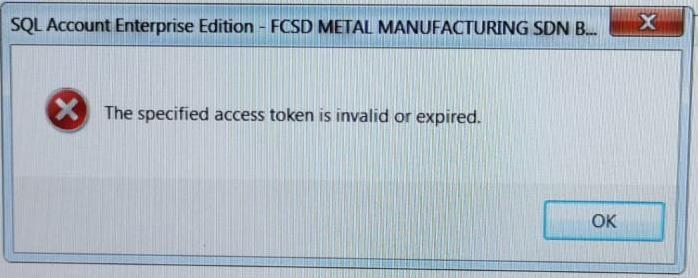 SQL Account Enterprise Edition - FCSD METAL MANUFACTURING SDN B...
The specified access token is invalid or expired.
OK